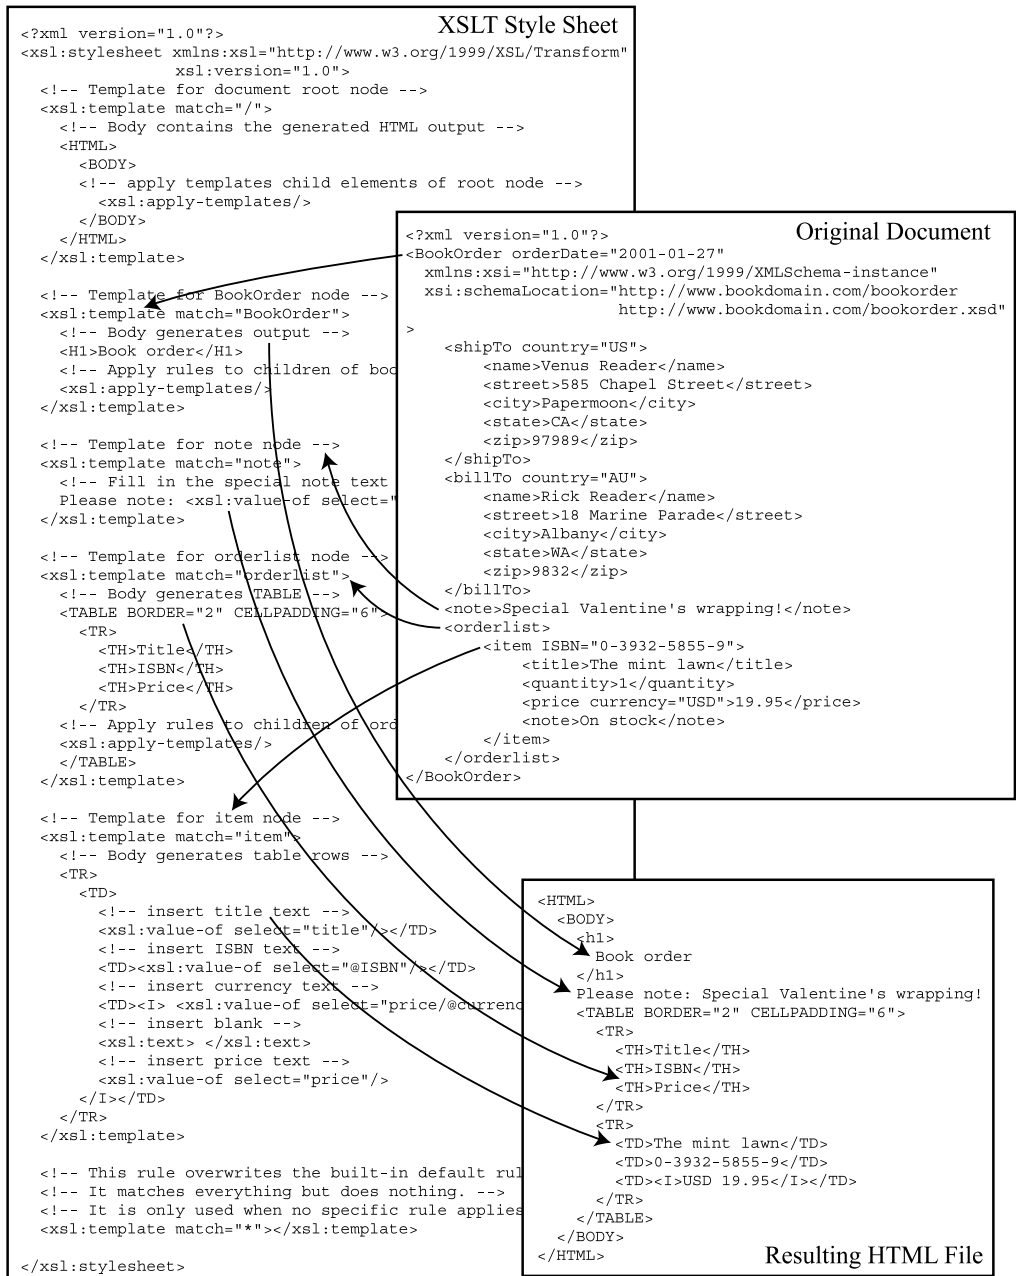 XSLT Style Sheet
<?xml version="1.0"?>
<xsl:stylesheet xmlns:xsl="http://www.w3.org/1999/XSL/Transform"
xsl:version="1.0">
<!-- Template for document root node -->
<xsl:template match="/">
<!-- Body contains the generated HTML output -->
<HTML>
<BODY>
<!-- apply templates child elements of root node -->
<xsl:apply-templates/>
</BODY>
</HTML>
</xsl:template>
<!-- Template for BookOrder node -->
<xsl:template match="BookOrder">
<!-- Body generates output -->
<H1>Book order</H1>
<!-- Apply rules to children of boo
<xsl:apply-templates/>
</xsl:template>
<!-- Template for note node -->
<xsl:template match="note">
<!-- Fill in the special note text
Please note: <xsl:value-of select="
</xsl:template>
<!-- Template for orderlist node -->
<xsl:template match="orderlist">
<!-- Body generates TABLE -->
<TABLE BORDER="2" CELLPADDING="6">
<TR>
<TH>Title</TH>
<TH>ISBN</TH>
<TH>Price</TH>
</TR>
<!-- Apply rules to children of ord
<xsl:apply-templates/>
</TABLE>
</xsl:template>
<!-- Template for item node -->
<xsl:template match="item">
<!-- Body generates table rows -->
<TR>
<TD>
<!-- insert title text -->
<xsl:value-of select="title"/></TD>
<!-- insert ISBN text -->
<TD><xsl:value-of select="@ISBN"/></TD>
<!-- insert currency text -->
<TD><I> <xsl:value-of select="price/@currenc
<!-- insert blank -->
<xsl:text> </xsl:text>
<!-- insert price text -->
<xsl:value-of select="price"/>
</I></TD>
</TR>
</xsl:template>
<!-- This rule overwrites the built-in default rul
<!-- It matches everything but does nothing. -->
<!-- It is only used when no specific rule applies
<xsl:template match="*"></xsl:template>
</xsl:stylesheet>
Original Document
<?xml version="1.0"?>
<BookOrder orderDate="2001-01-27"
xmlns:xsi="http://www.w3.org/1999/XMLSchema-instance"
xsi:schemaLocation="http://www.bookdomain.com/bookorder
http://www.bookdomain.com/bookorder.xsd"
>
<shipTo country="US">
<name>Venus Reader</name>
<street>585 Chapel Street</street>
<city>Papermoon</city>
<state>CA</state>
<zip>97989</zip>
</shipTo>
<billTo country="AU">
<name>Rick Reader</name>
<street>18 Marine Parade</street>
<city>Albany</city>
<state>WA</state>
<zip>9832</zip>
</billTo>
<note>Special Valentine's wrapping!</note>
<orderlist>
<item ISBN="0-3932-5855-9">
<title>The mint lawn</title>
<quantity>1</quantity>
<price currency="USD">19.95</price>
<note>On stock</note>
</item>
</orderlist>
</BookOrder>
<HTML>
<BODY>
<h1>
Book order
</h1>
Please note: Special Valentine's wrapping!
<TABLE BORDER="2" CELLPADDING="6">
<TR>
<TH>Title</TH>
<TH>ISBN</TH>
<TH>Price</TH>
</TR>
<TR>
<TD>The mint lawn</TD>
<TD>0-3932-5855-9</TD>
<TD><I>USD 19.95</I></TD>
</TR>
</TABLE>
</BODY>
</HTML>
Resulting HTML File